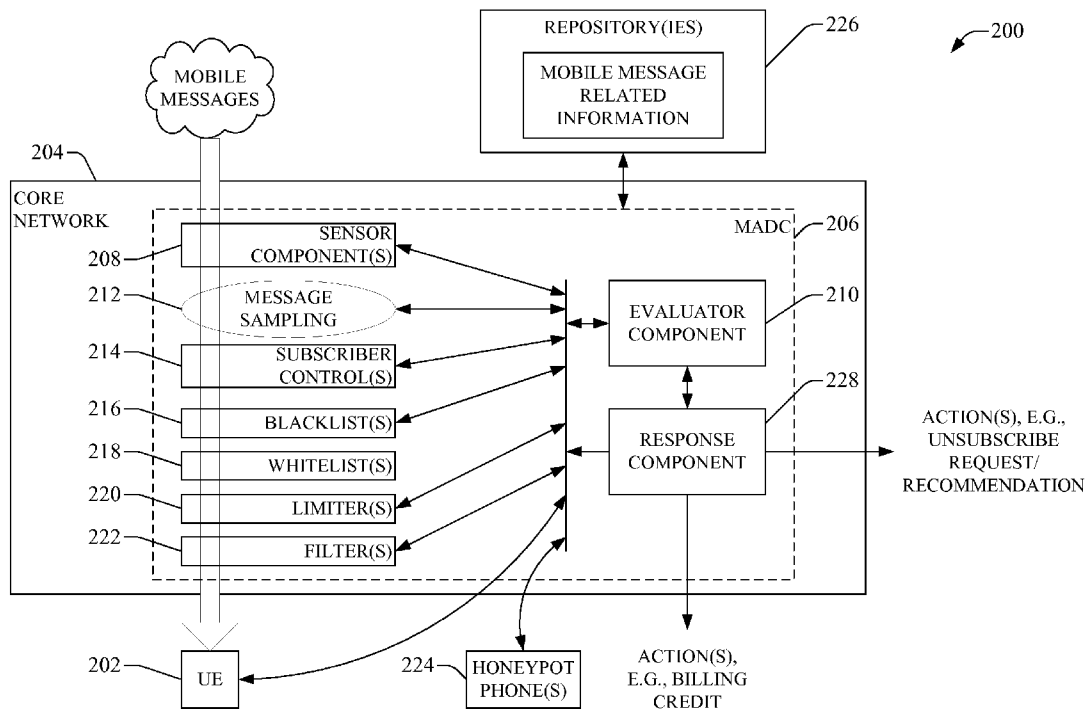 REPOSITORY(IES)
226
200
MOBILE MESSAGE
RELATED
INFORMATION
MOBILE
MESSAGES
204
CORE
NETWORK
MADC
206
SENSOR
COMPONENT(S)
208
212
MESSAGE
SAMPLING
EVALUATOR
COMPONENT
210
214
SUBSCRIBER
CONTROL(S)
228
216
BLACKLIST(S)
RESPONSE
COMPONENT
ACTION(S), E.G.,
UNSUBSCRIBE
REQUEST/
RECOMMENDATION
218
WHITELIST(S)
220
LIMITER(S)
222
FILTER(S)
202
UE
224
HONEYPOT
PHONE(S)
ACTION(S),
E.G., BILLING
CREDIT